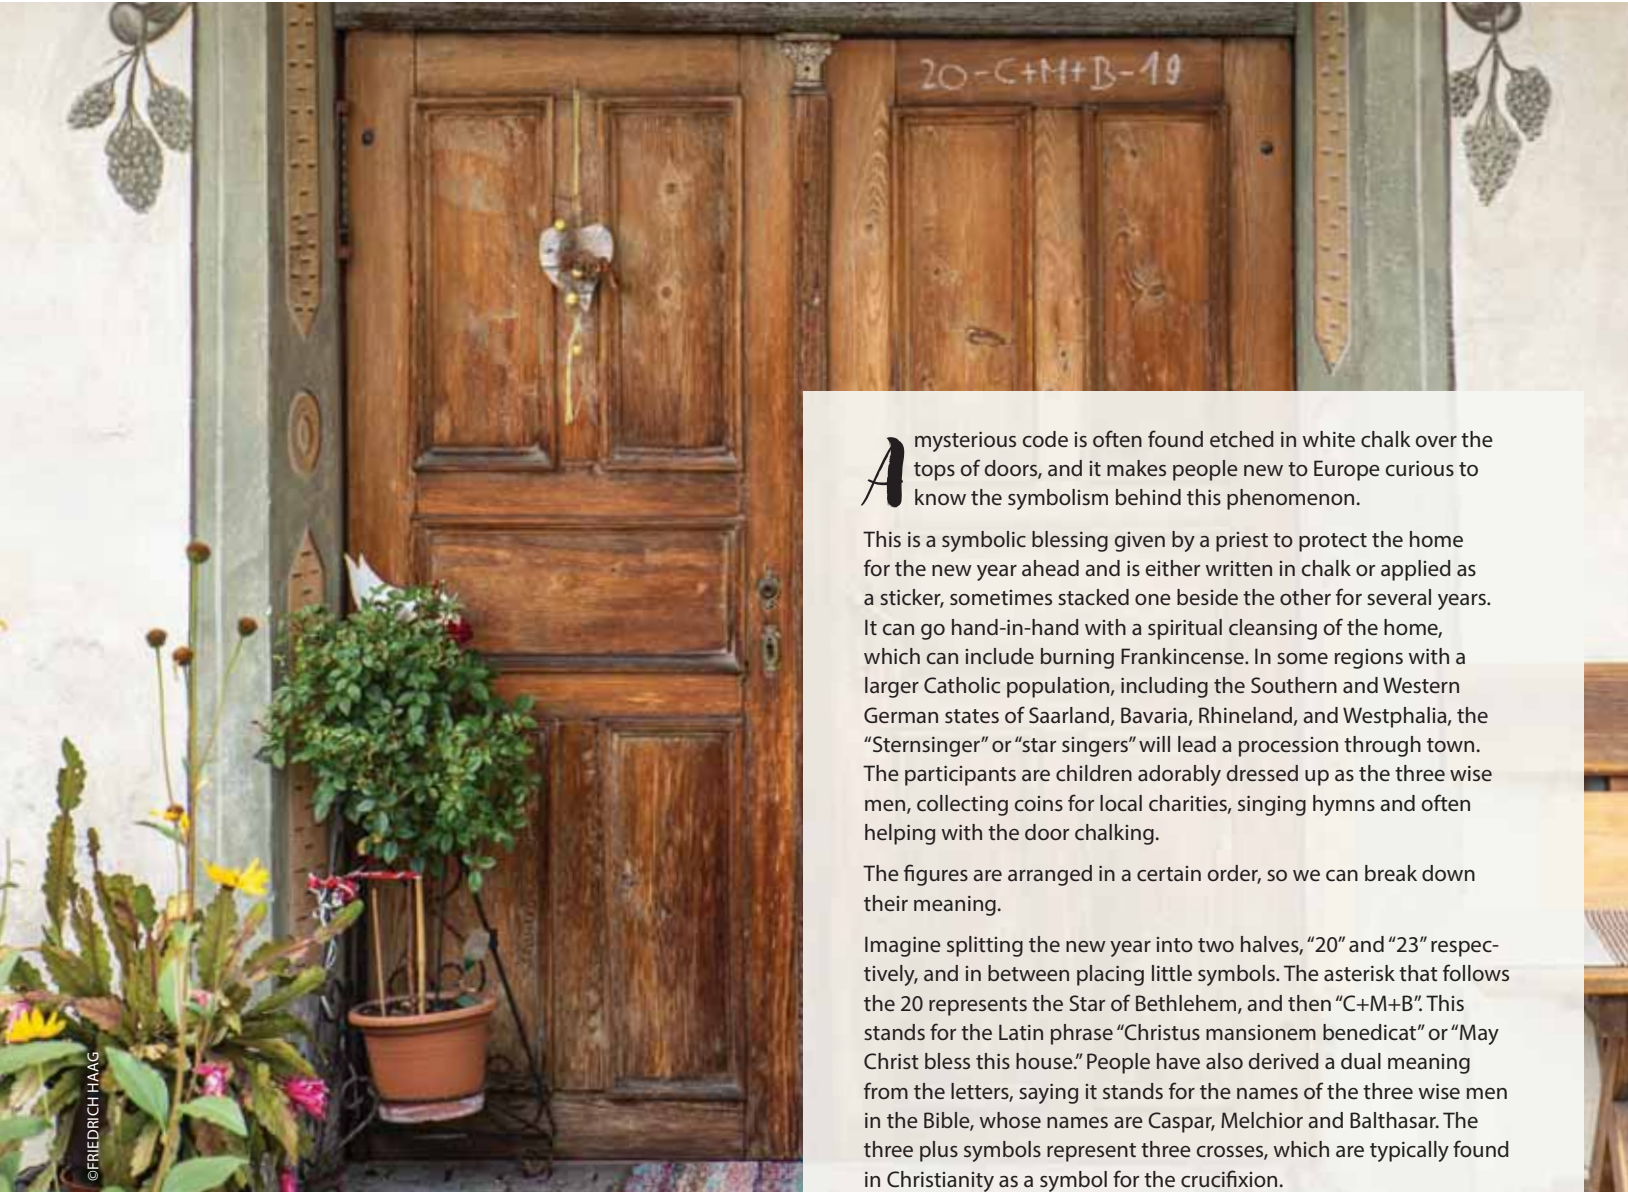 20-C+M+B-19
A mysterious code is often found etched in white chalk over the
tops of doors, and it makes people new to Europe curious to
know the symbolism behind this phenomenon.
This is a symbolic blessing given by a priest to protect the home
for the new year ahead and is either written in chalk or applied as
a sticker, sometimes stacked one beside the other for several years.
It can go hand-in-hand with a spiritual cleansing of the home,
which can include burning Frankincense. In some regions with a
larger Catholic population, including the Southern and Western
German states of Saarland, Bavaria, Rhineland, and Westphalia, the
“Sternsinger” or “star singers” will lead a procession through town.
The participants are children adorably dressed up as the three wise
men, collecting coins for local charities, singing hymns and often
helping with the door chalking.
The figures are arranged in a certain order, so we can break down
their meaning.
Imagine splitting the new year into two halves, “20” and “23” respec-
tively, and in between placing little symbols. The asterisk that follows
the 20 represents the Star of Bethlehem, and then “C+M+B”. This
stands for the Latin phrase “Christus mansionem benedicat” or “May
Christ bless this house.” People have also derived a dual meaning
from the letters, saying it stands for the names of the three wise men
in the Bible, whose names are Caspar, Melchior and Balthasar. The
three plus symbols represent three crosses, which are typically found
in Christianity as a symbol for the crucifixion.
©FRIEDRICH HAAG